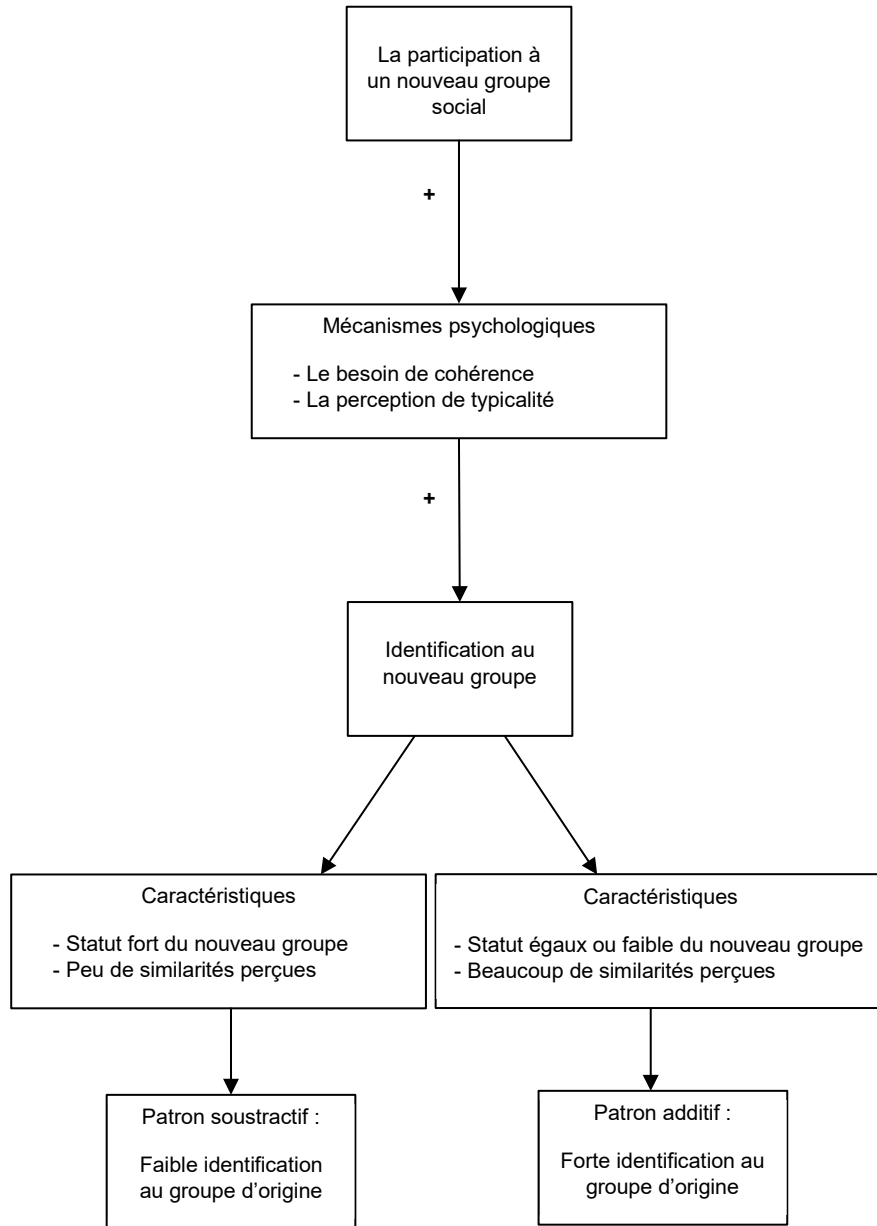 La participation à
un nouveau groupe
social
+
Mécanismes psychologiques
- Le besoin de cohérence
- La perception de typicalité
+
Identification au
nouveau groupe
Caractéristiques
- Statut fort du nouveau groupe
- Peu de similarités perçues
Caractéristiques
- Statut égaux ou faible du nouveau groupe
- Beaucoup de similarités perçues
Patron soustractif :
Faible identification
au groupe d'origine
Patron additif :
Forte identification au
groupe d'origine